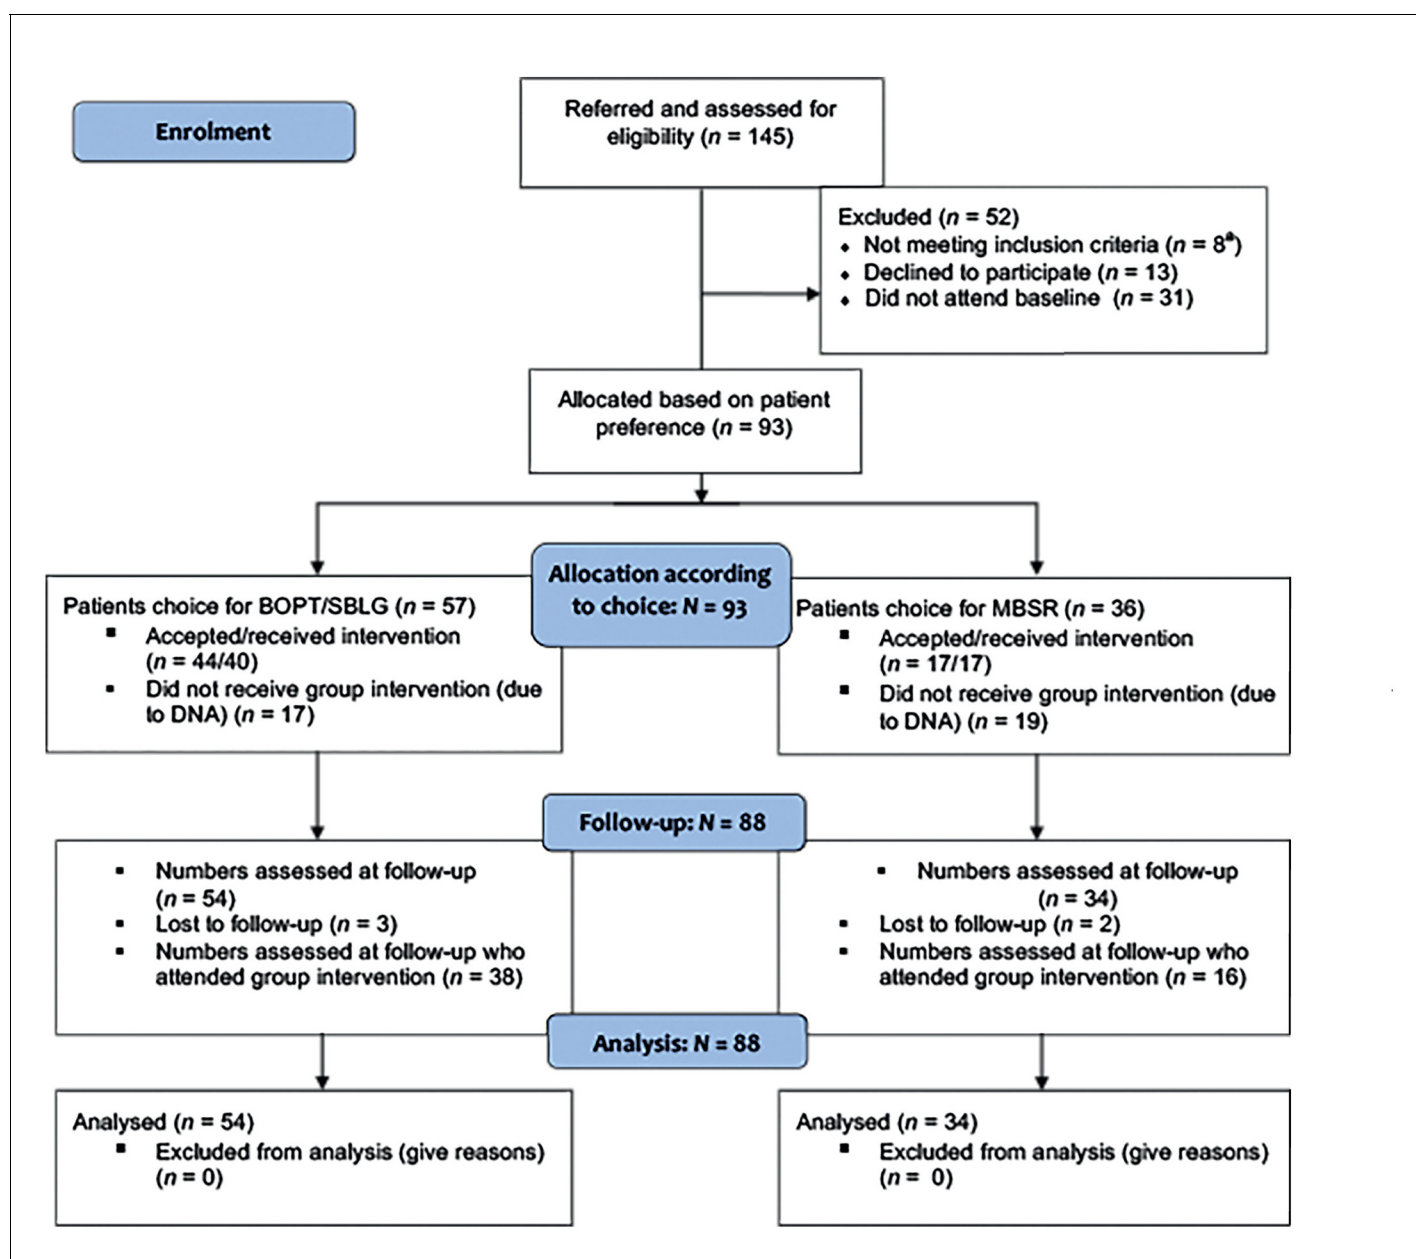 Enrolment
Referred and assessed for
eligibility (n = 145)
Excluded (n = 52)
⬥ Not meeting inclusion criteria (n = 8ª)
⬥ Declined to participate (n = 13)
⬥ Did not attend baseline (n = 31)
Allocated based on patient
preference (n = 93)
Allocation according
to choice: N = 93
Patients choice for BOPT/SBLG (n = 57)
▪ Accepted/received intervention
(n = 44/40)
▪ Did not receive group intervention (due
to DNA) (n = 17)
Patients choice for MBSR (n = 36)
▪ Accepted/received intervention
(n = 17/17)
▪ Did not receive group intervention (due
to DNA) (n = 19)
Follow-up: N = 88
▪ Numbers assessed at follow-up
(n = 54)
▪ Lost to follow-up (n = 3)
▪ Numbers assessed at follow-up who
attended group intervention (n = 38)
▪ Numbers assessed at follow-up
(n = 34)
▪ Lost to follow-up (n = 2)
▪ Numbers assessed at follow-up who
attended group intervention (n = 16)
Analysis: N = 88
Analysed (n = 54)
▪ Excluded from analysis (give reasons)
(n = 0)
Analysed (n = 34)
▪ Excluded from analysis (give reasons)
(n = 0)